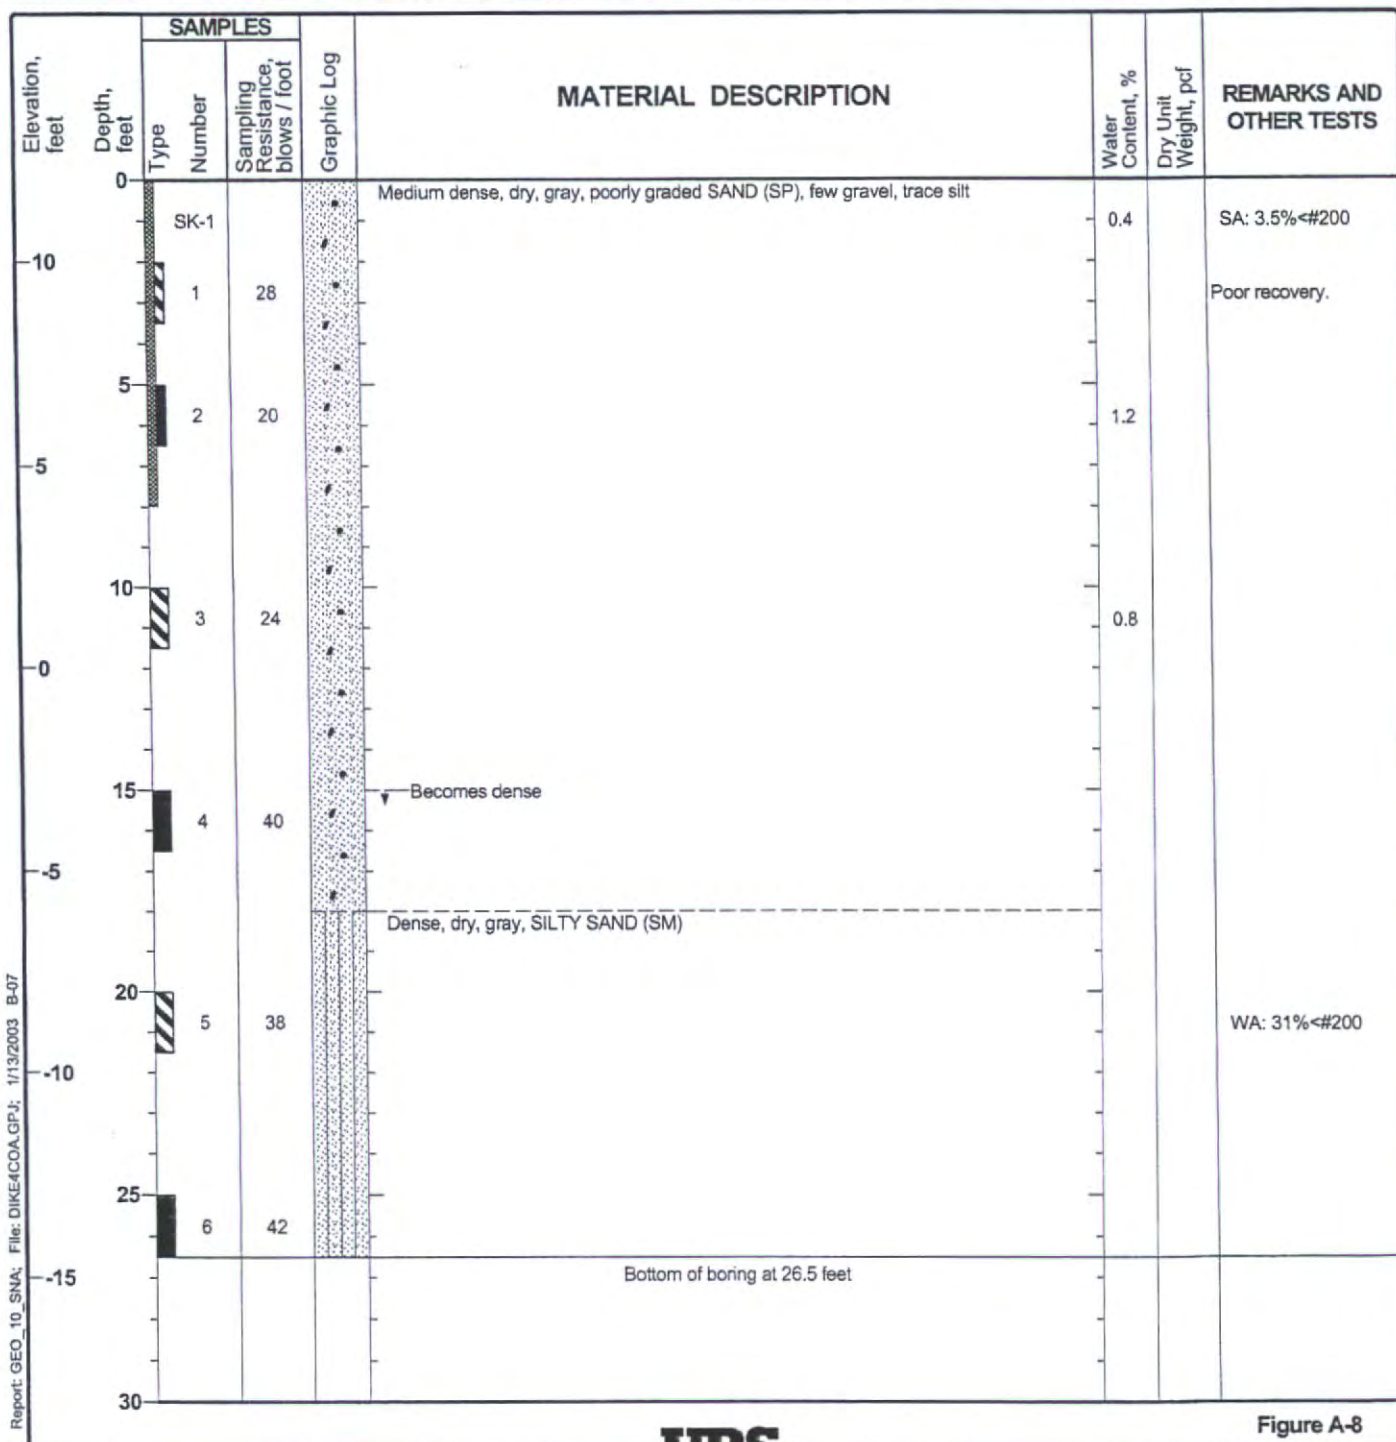 SAMPLES
Elevation, feet
Depth, feet
Type
Number
Sampling Resistance, blows / foot
Graphic Log
MATERIAL DESCRIPTION
Water Content, %
Dry Unit Weight, pcf
REMARKS AND OTHER TESTS
0
Medium dense, dry, gray, poorly graded SAND (SP), few gravel, trace silt
SK-1
0.4
SA: 3.5%<#200
10
1
28
Poor recovery.
5
2
20
1.2
5
10
3
24
0.8
0
15
Becomes dense
4
40
-5
Dense, dry, gray, SILTY SAND (SM)
20
5
38
WA: 31%<#200
-10
25
6
42
-15
Bottom of boring at 26.5 feet
30
Report: GEO_10_SNA; File: DIKE4COA.GPJ; 1/13/2003 B-07
Figure A-8